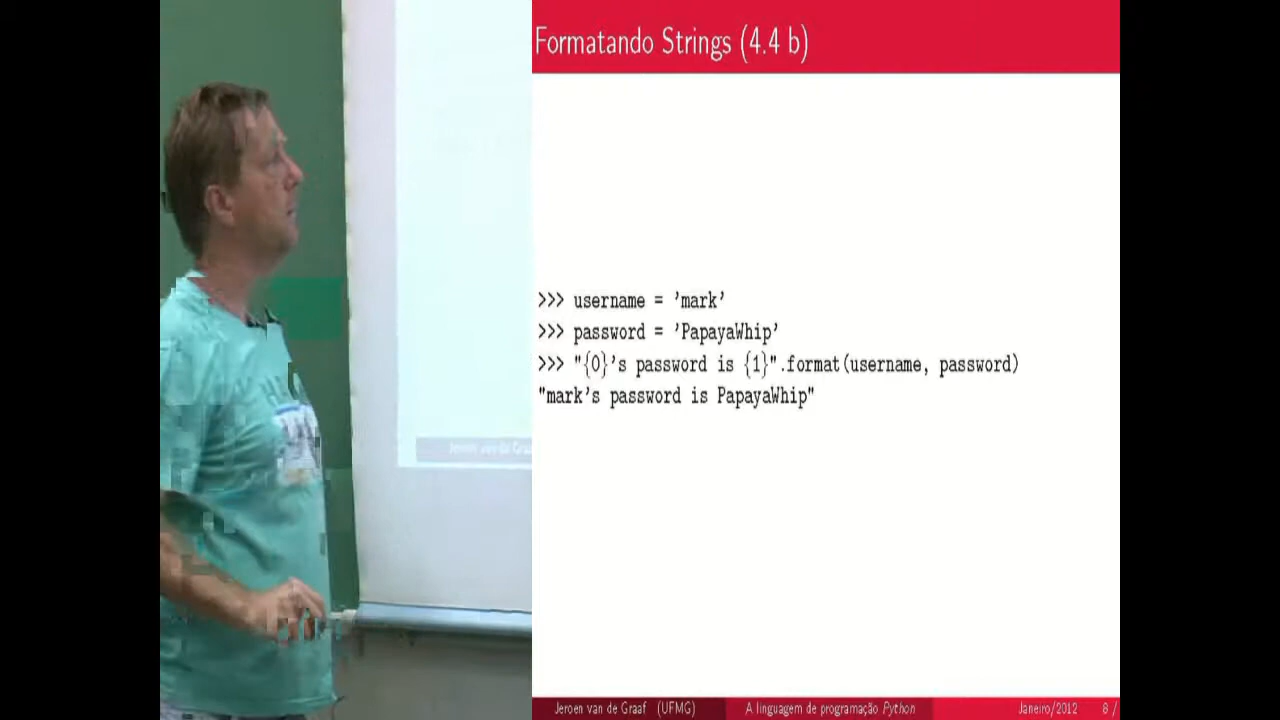 Formatando Strings (4.4 b)
>>> username = 'mark'
>>> password = 'PapayaWhip'
>>> "{0}'s password is {1}".format(username, password)
"mark's password is PapayaWhip"
Jeroen van de Graaf (UFMG) A linguagem de programação Python Janeiro/2012 8 /